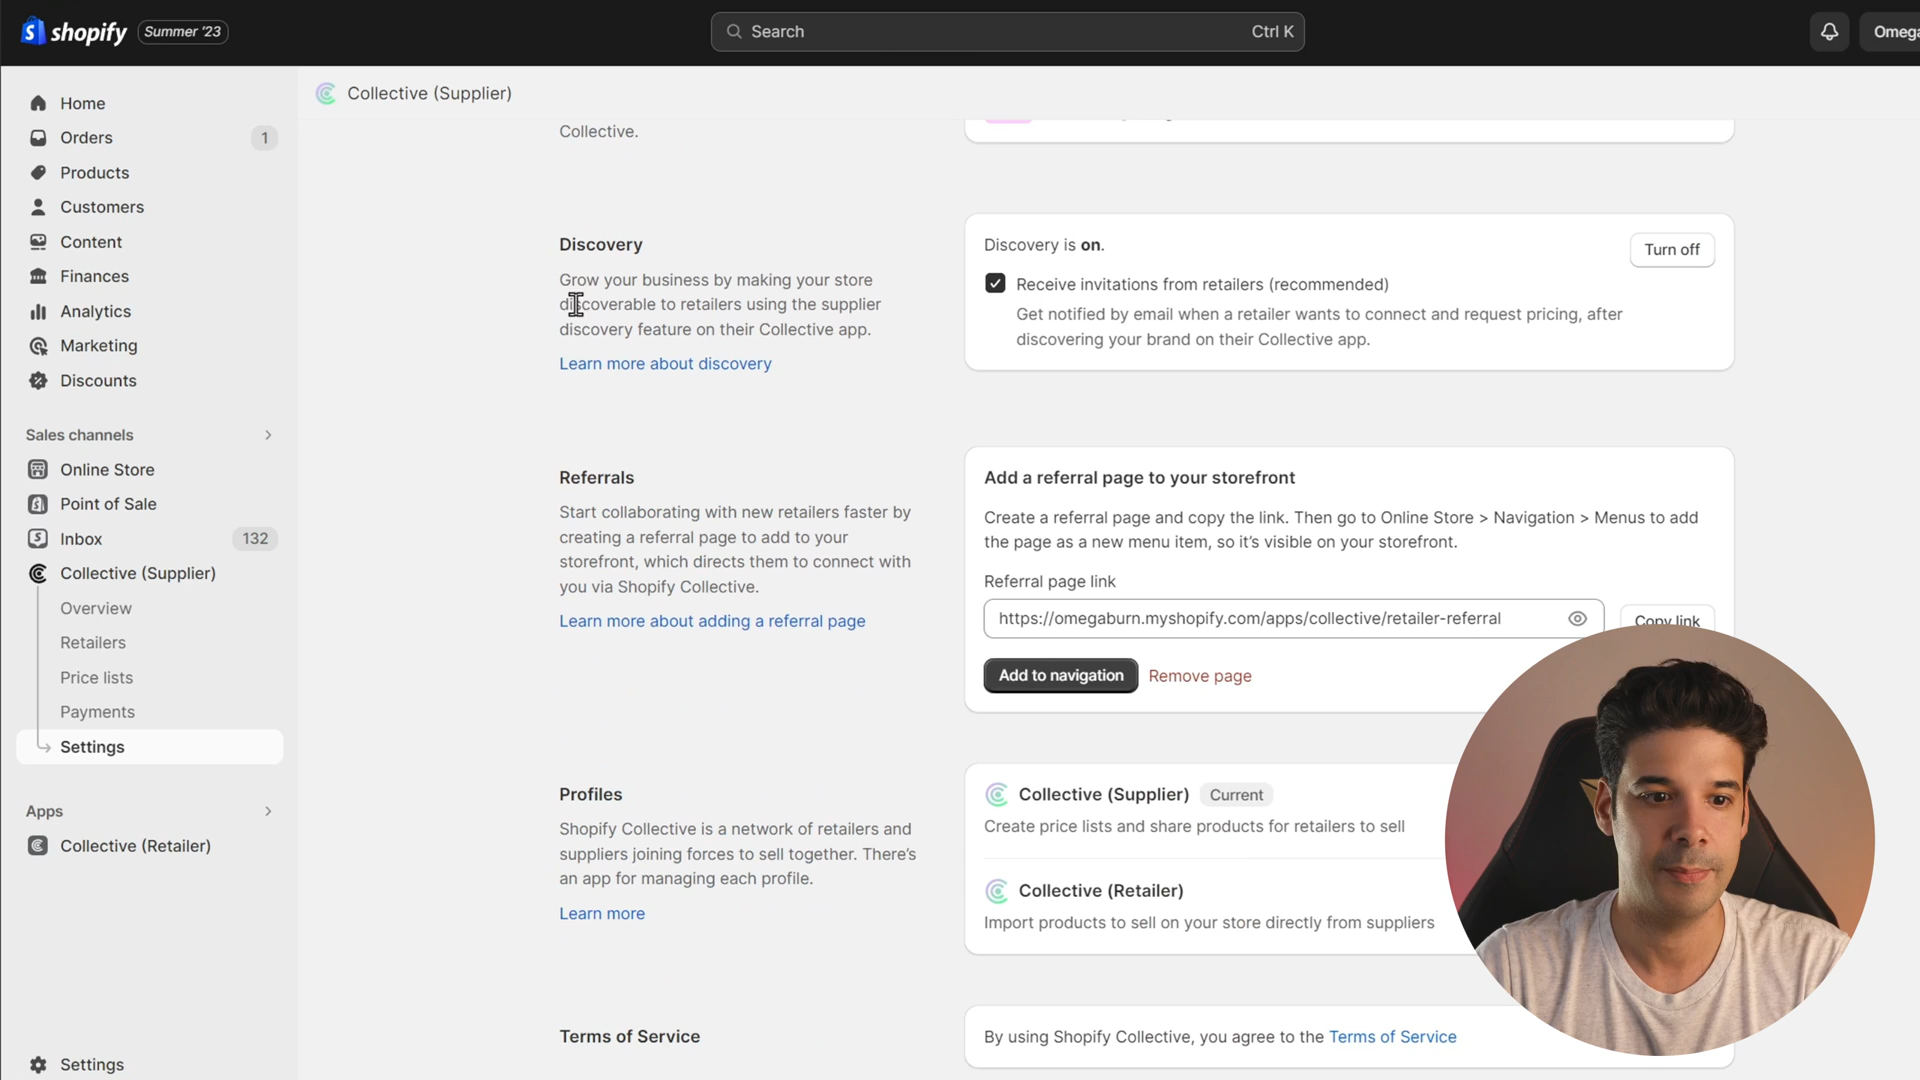 shopify
Summer '23
Search
Ctrl K
Omega
Home
Orders
1
Products
Customers
Content
Finances
Analytics
Marketing
Discounts
Sales channels
Online Store
Point of Sale
Inbox
132
Collective (Supplier)
Overview
Retailers
Price lists
Payments
Settings
Apps
Collective (Retailer)
Settings
Collective (Supplier)
Collective.
Discovery
Grow your business by making your store
discoverable to retailers using the supplier
discovery feature on their Collective app.
Learn more about discovery
Discovery is on.
Turn off
Receive invitations from retailers (recommended)
Get notified by email when a retailer wants to connect and request pricing, after
discovering your brand on their Collective app.
Referrals
Start collaborating with new retailers faster by
creating a referral page to add to your
storefront, which directs them to connect with
you via Shopify Collective.
Learn more about adding a referral page
Add a referral page to your storefront
Create a referral page and copy the link. Then go to Online Store > Navigation > Menus to add
the page as a new menu item, so it's visible on your storefront.
Referral page link
https://omegaburn.myshopify.com/apps/collective/retailer-referral
Copy link
Add to navigation
Remove page
Profiles
Shopify Collective is a network of retailers and
suppliers joining forces to sell together. There's
an app for managing each profile.
Learn more
Collective (Supplier)
Current
Create price lists and share products for retailers to sell
Collective (Retailer)
Import products to sell on your store directly from suppliers
Terms of Service
By using Shopify Collective, you agree to the Terms of Service